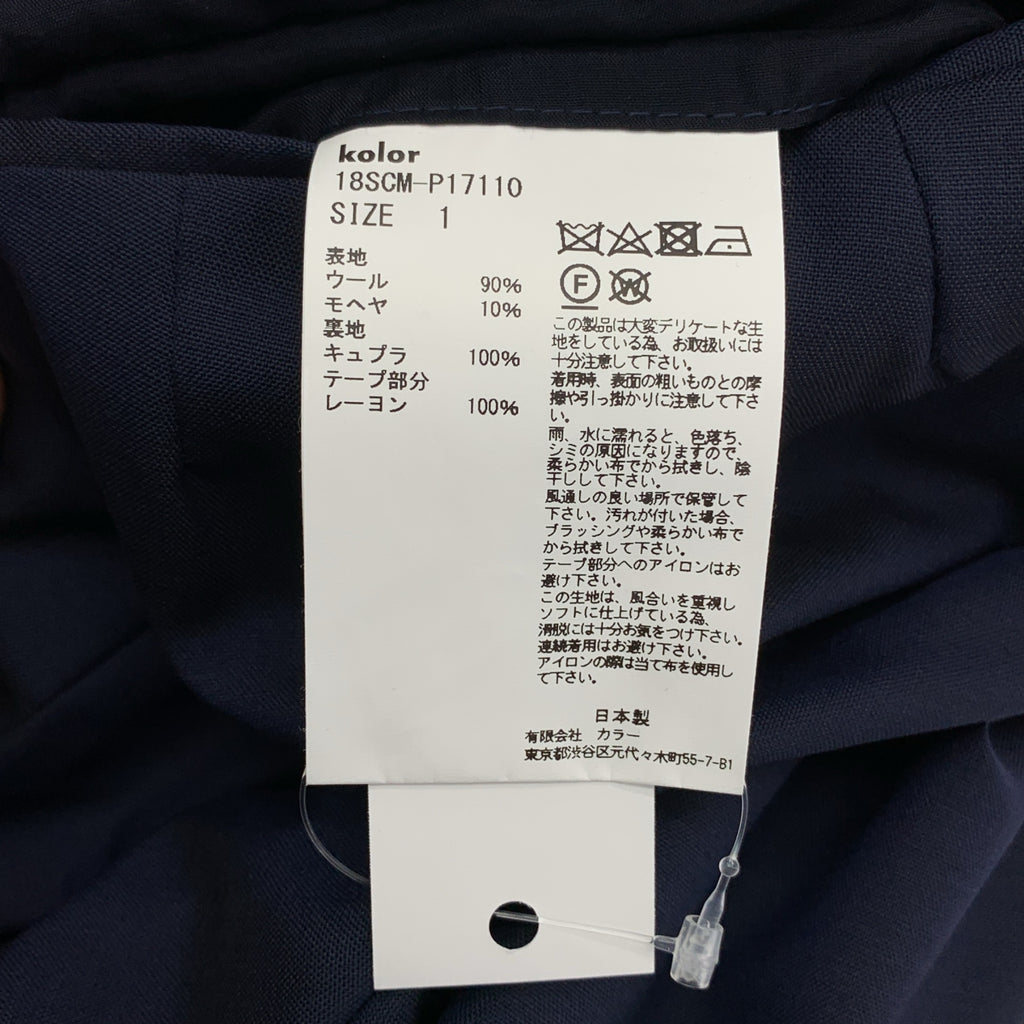 kolor
18SCM-P17110
SIZE 1
表地
ウール 90%
モヘヤ 10%
裏地
キュプラ 100%
テープ部分
レーヨン 100%
F W
この製品は大変デリケートな生
地をしている為、お取扱いには
十分注意して下さい。
着用時、表面の粗いものとの摩
擦や引っ掛かりに注意して下さ
い。
雨、水に濡れると、色落ち、
シミの原因になりますので、
柔らかい布でから拭きし、陰
干しして下さい。
風通しの良い場所で保管して
下さい。汚れが付いた場合、
ブラッシングや柔らかい布で
から拭きして下さい。
テープ部分へのアイロンはお
避け下さい。
この生地は、風合いを重視し
ソフトに仕上げている為、
滑脱には十分お気をつけ下さい。
連続着用はお避け下さい。
アイロンの際は当て布を使用し
て下さい。
日本製
有限会社 カラー
東京都渋谷区元代々木町55-7-B1